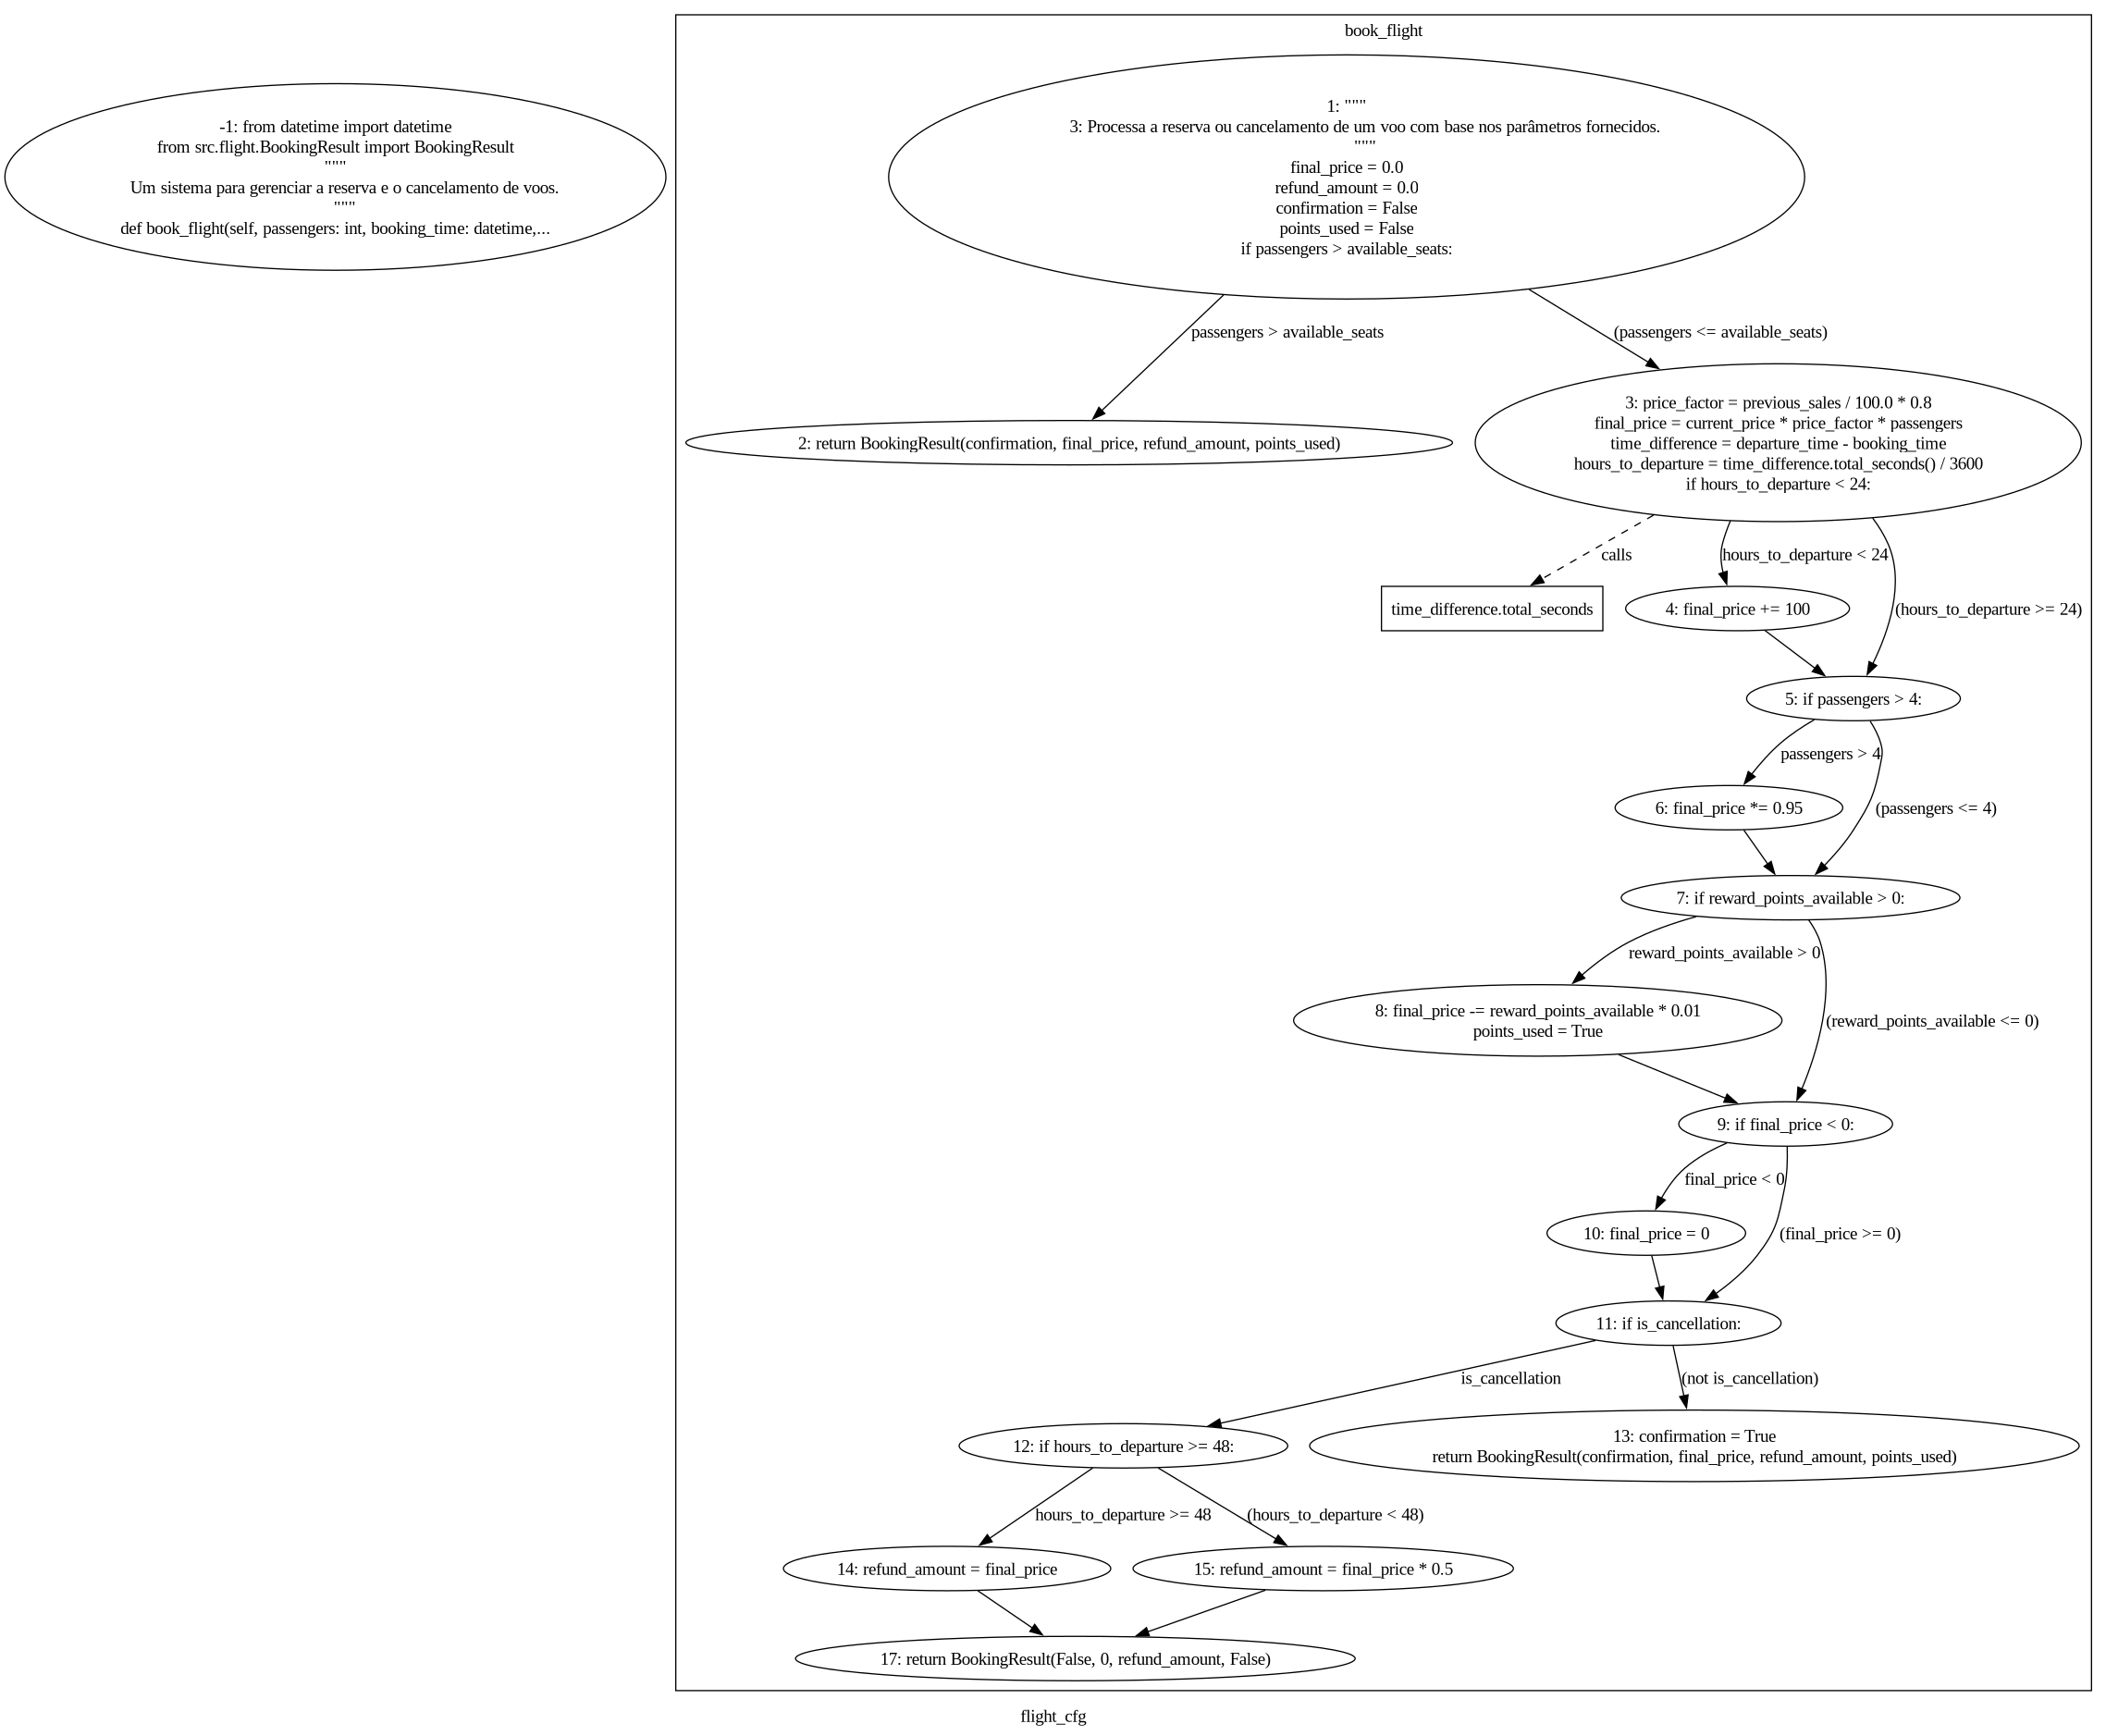 book_flight
-1: from datetime import datetime
from src.flight.BookingResult import BookingResult
"""
Um sistema para gerenciar a reserva e o cancelamento de voos.
"""
def book_flight(self, passengers: int, booking_time: datetime,...
1: """
3: Processa a reserva ou cancelamento de um voo com base nos parâmetros fornecidos.
"""
final_price = 0.0
refund_amount = 0.0
confirmation = False
points_used = False
if passengers > available_seats:
passengers > available_seats
(passengers <= available_seats)
2: return BookingResult(confirmation, final_price, refund_amount, points_used)
3: price_factor = previous_sales / 100.0 * 0.8
final_price = current_price * price_factor * passengers
time_difference = departure_time - booking_time
hours_to_departure = time_difference.total_seconds() / 3600
if hours_to_departure < 24:
calls
hours_to_departure < 24
(hours_to_departure >= 24)
time_difference.total_seconds
4: final_price += 100
5: if passengers > 4:
passengers > 4
(passengers <= 4)
6: final_price *= 0.95
7: if reward_points_available > 0:
reward_points_available > 0
(reward_points_available <= 0)
8: final_price -= reward_points_available * 0.01
points_used = True
9: if final_price < 0:
final_price < 0
(final_price >= 0)
10: final_price = 0
11: if is_cancellation:
is_cancellation
(not is_cancellation)
12: if hours_to_departure >= 48:
13: confirmation = True
return BookingResult(confirmation, final_price, refund_amount, points_used)
hours_to_departure >= 48
(hours_to_departure < 48)
14: refund_amount = final_price
15: refund_amount = final_price * 0.5
17: return BookingResult(False, 0, refund_amount, False)
flight_cfg